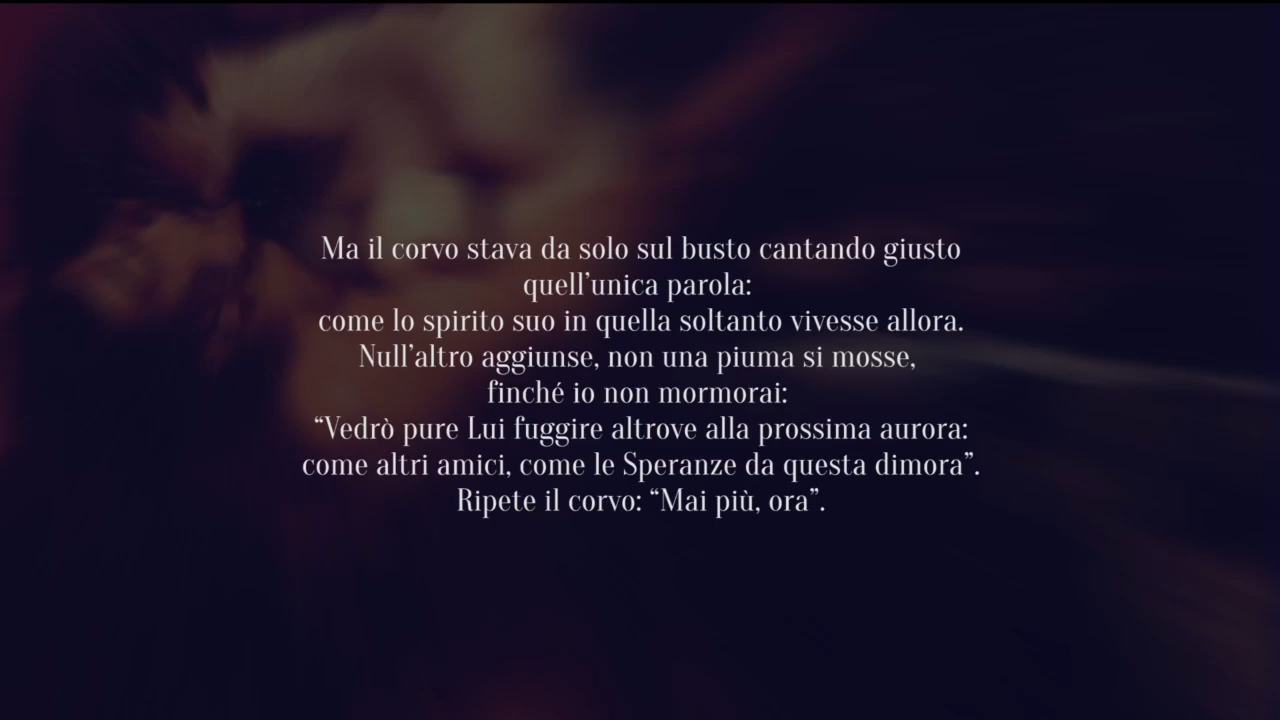 Ma il corvo stava da solo sul busto cantando giusto
quell’unica parola:
come lo spirito suo in quella soltanto vivesse allora.
Null’altro aggiunse, non una piuma si mosse,
finché io non mormorai:
“Vedrò pure Lui fuggire altrove alla prossima aurora:
come altri amici, come le Speranze da questa dimora”.
Ripete il corvo: “Mai più, ora”.